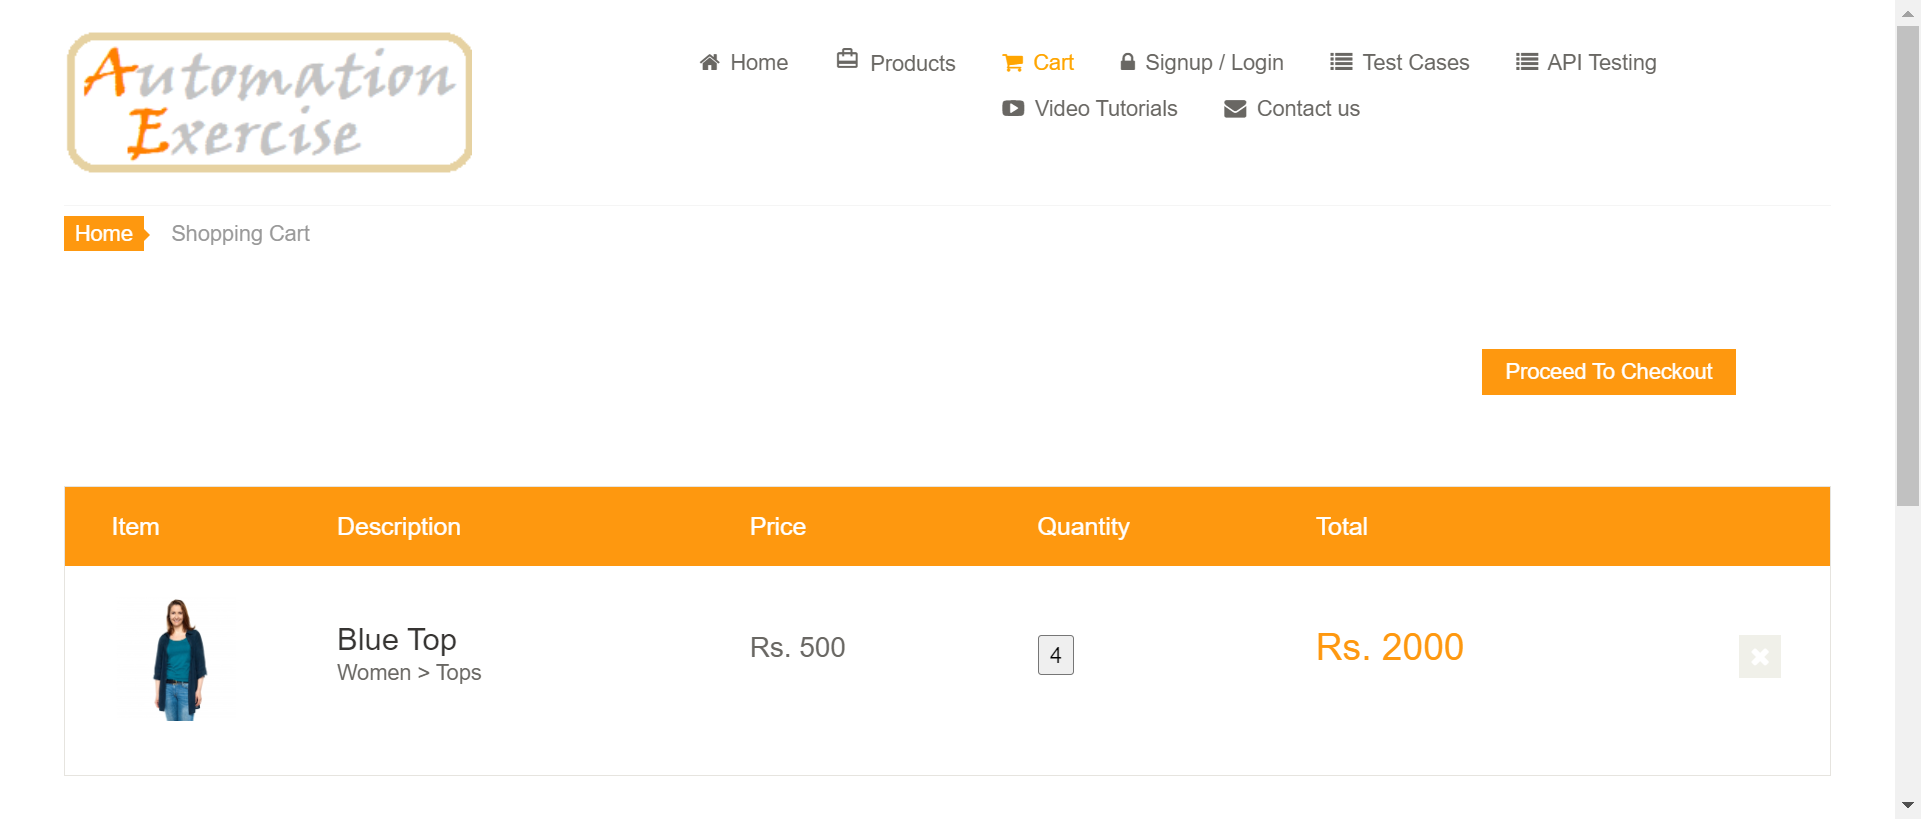 Automation
Exercise
Home Products Cart Signup / Login Test Cases API Testing
Video Tutorials Contact us
Home Shopping Cart
Proceed To Checkout
Item Description Price Quantity Total
Blue Top Rs. 500 4 Rs. 2000
Women > Tops